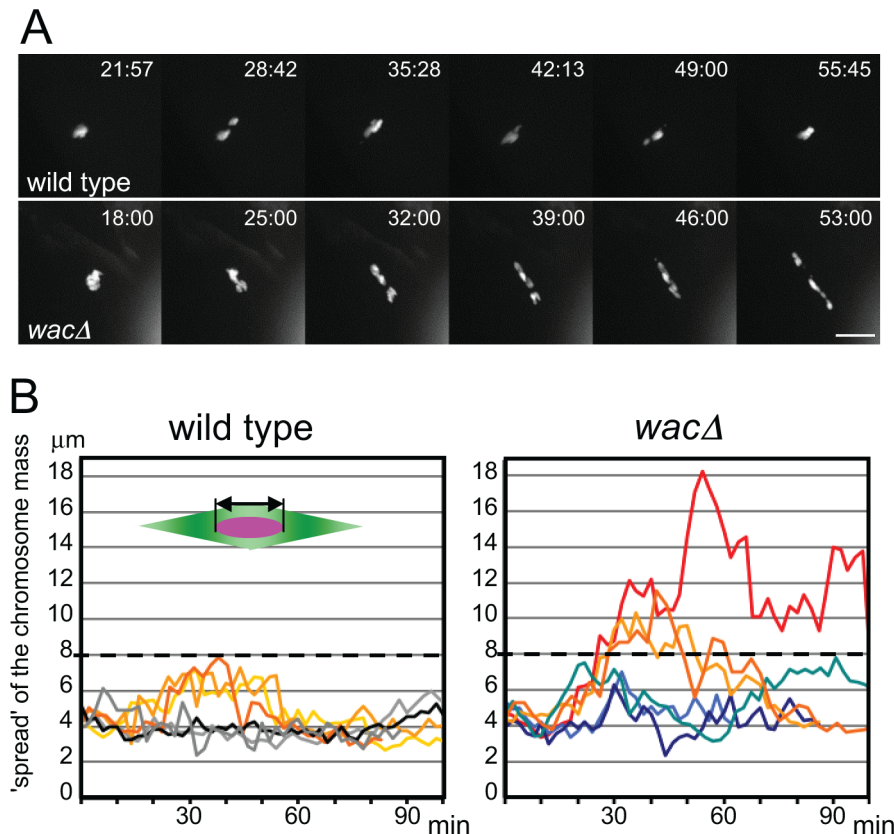 A
21:57 28:42 35:28 42:13 49:00 55:45
wild type
18:00 25:00 32:00 39:00 46:00 53:00
wacΔ
B
wild type
wacΔ
'spread' of the chromosome mass
μm
18
16
14
12
10
8
6
4
2
0
30 60 90 min
18
16
14
12
10
8
6
4
2
0
30 60 90 min